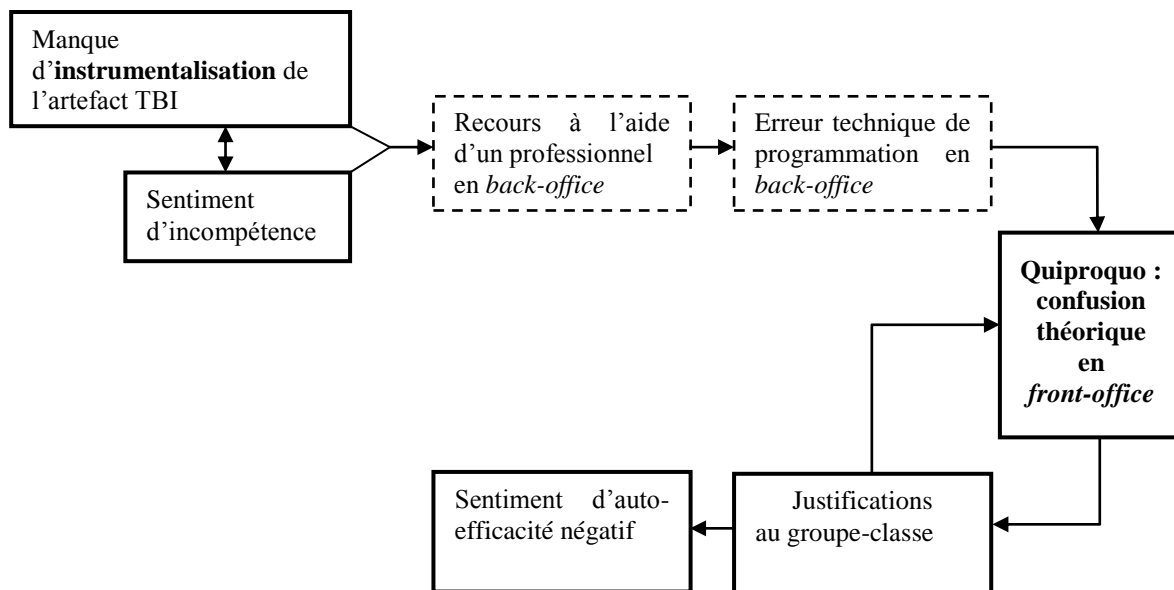 Manque
d’instrumentalisation de
l’artefact TBI
Sentiment
d’incompétence
Recours à l’aide
d’un professionnel
en back-office
Erreur technique de
programmation en
back-office
Quiproquo :
confusion
théorique
en
front-office
Sentiment d’auto-
efficacité négatif
Justifications
au groupe-classe